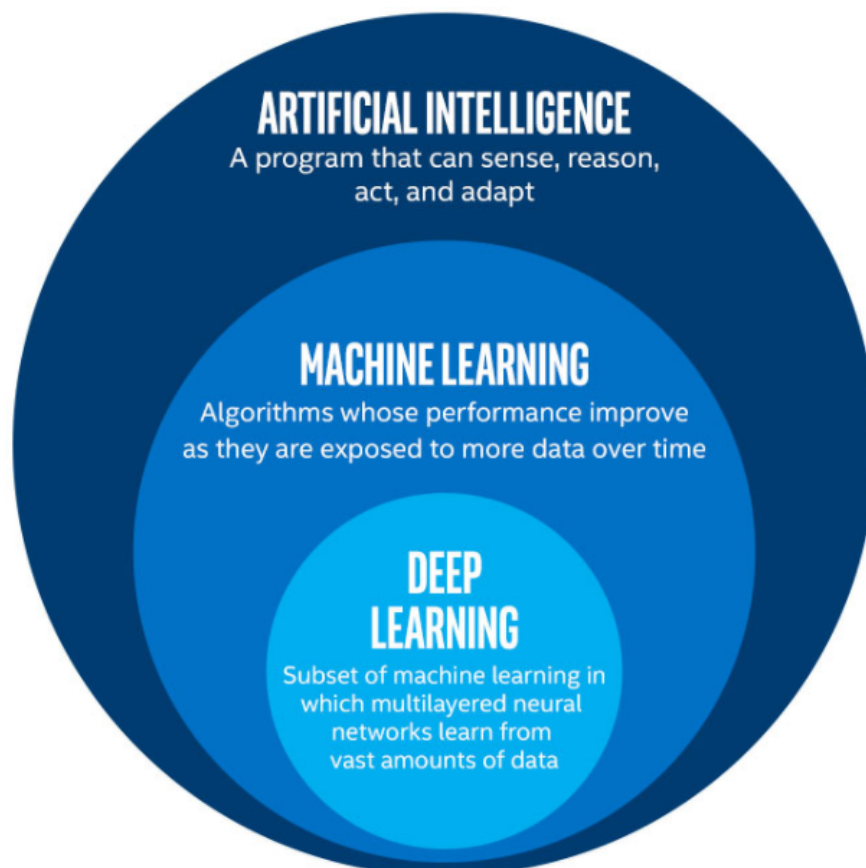 ARTIFICIAL INTELLIGENCE
A program that can sense, reason,
act, and adapt
MACHINE LEARNING
Algorithms whose performance improve
as they are exposed to more data over time
DEEP
LEARNING
Subset of machine learning in
which multilayered neural
networks learn from
vast amounts of data